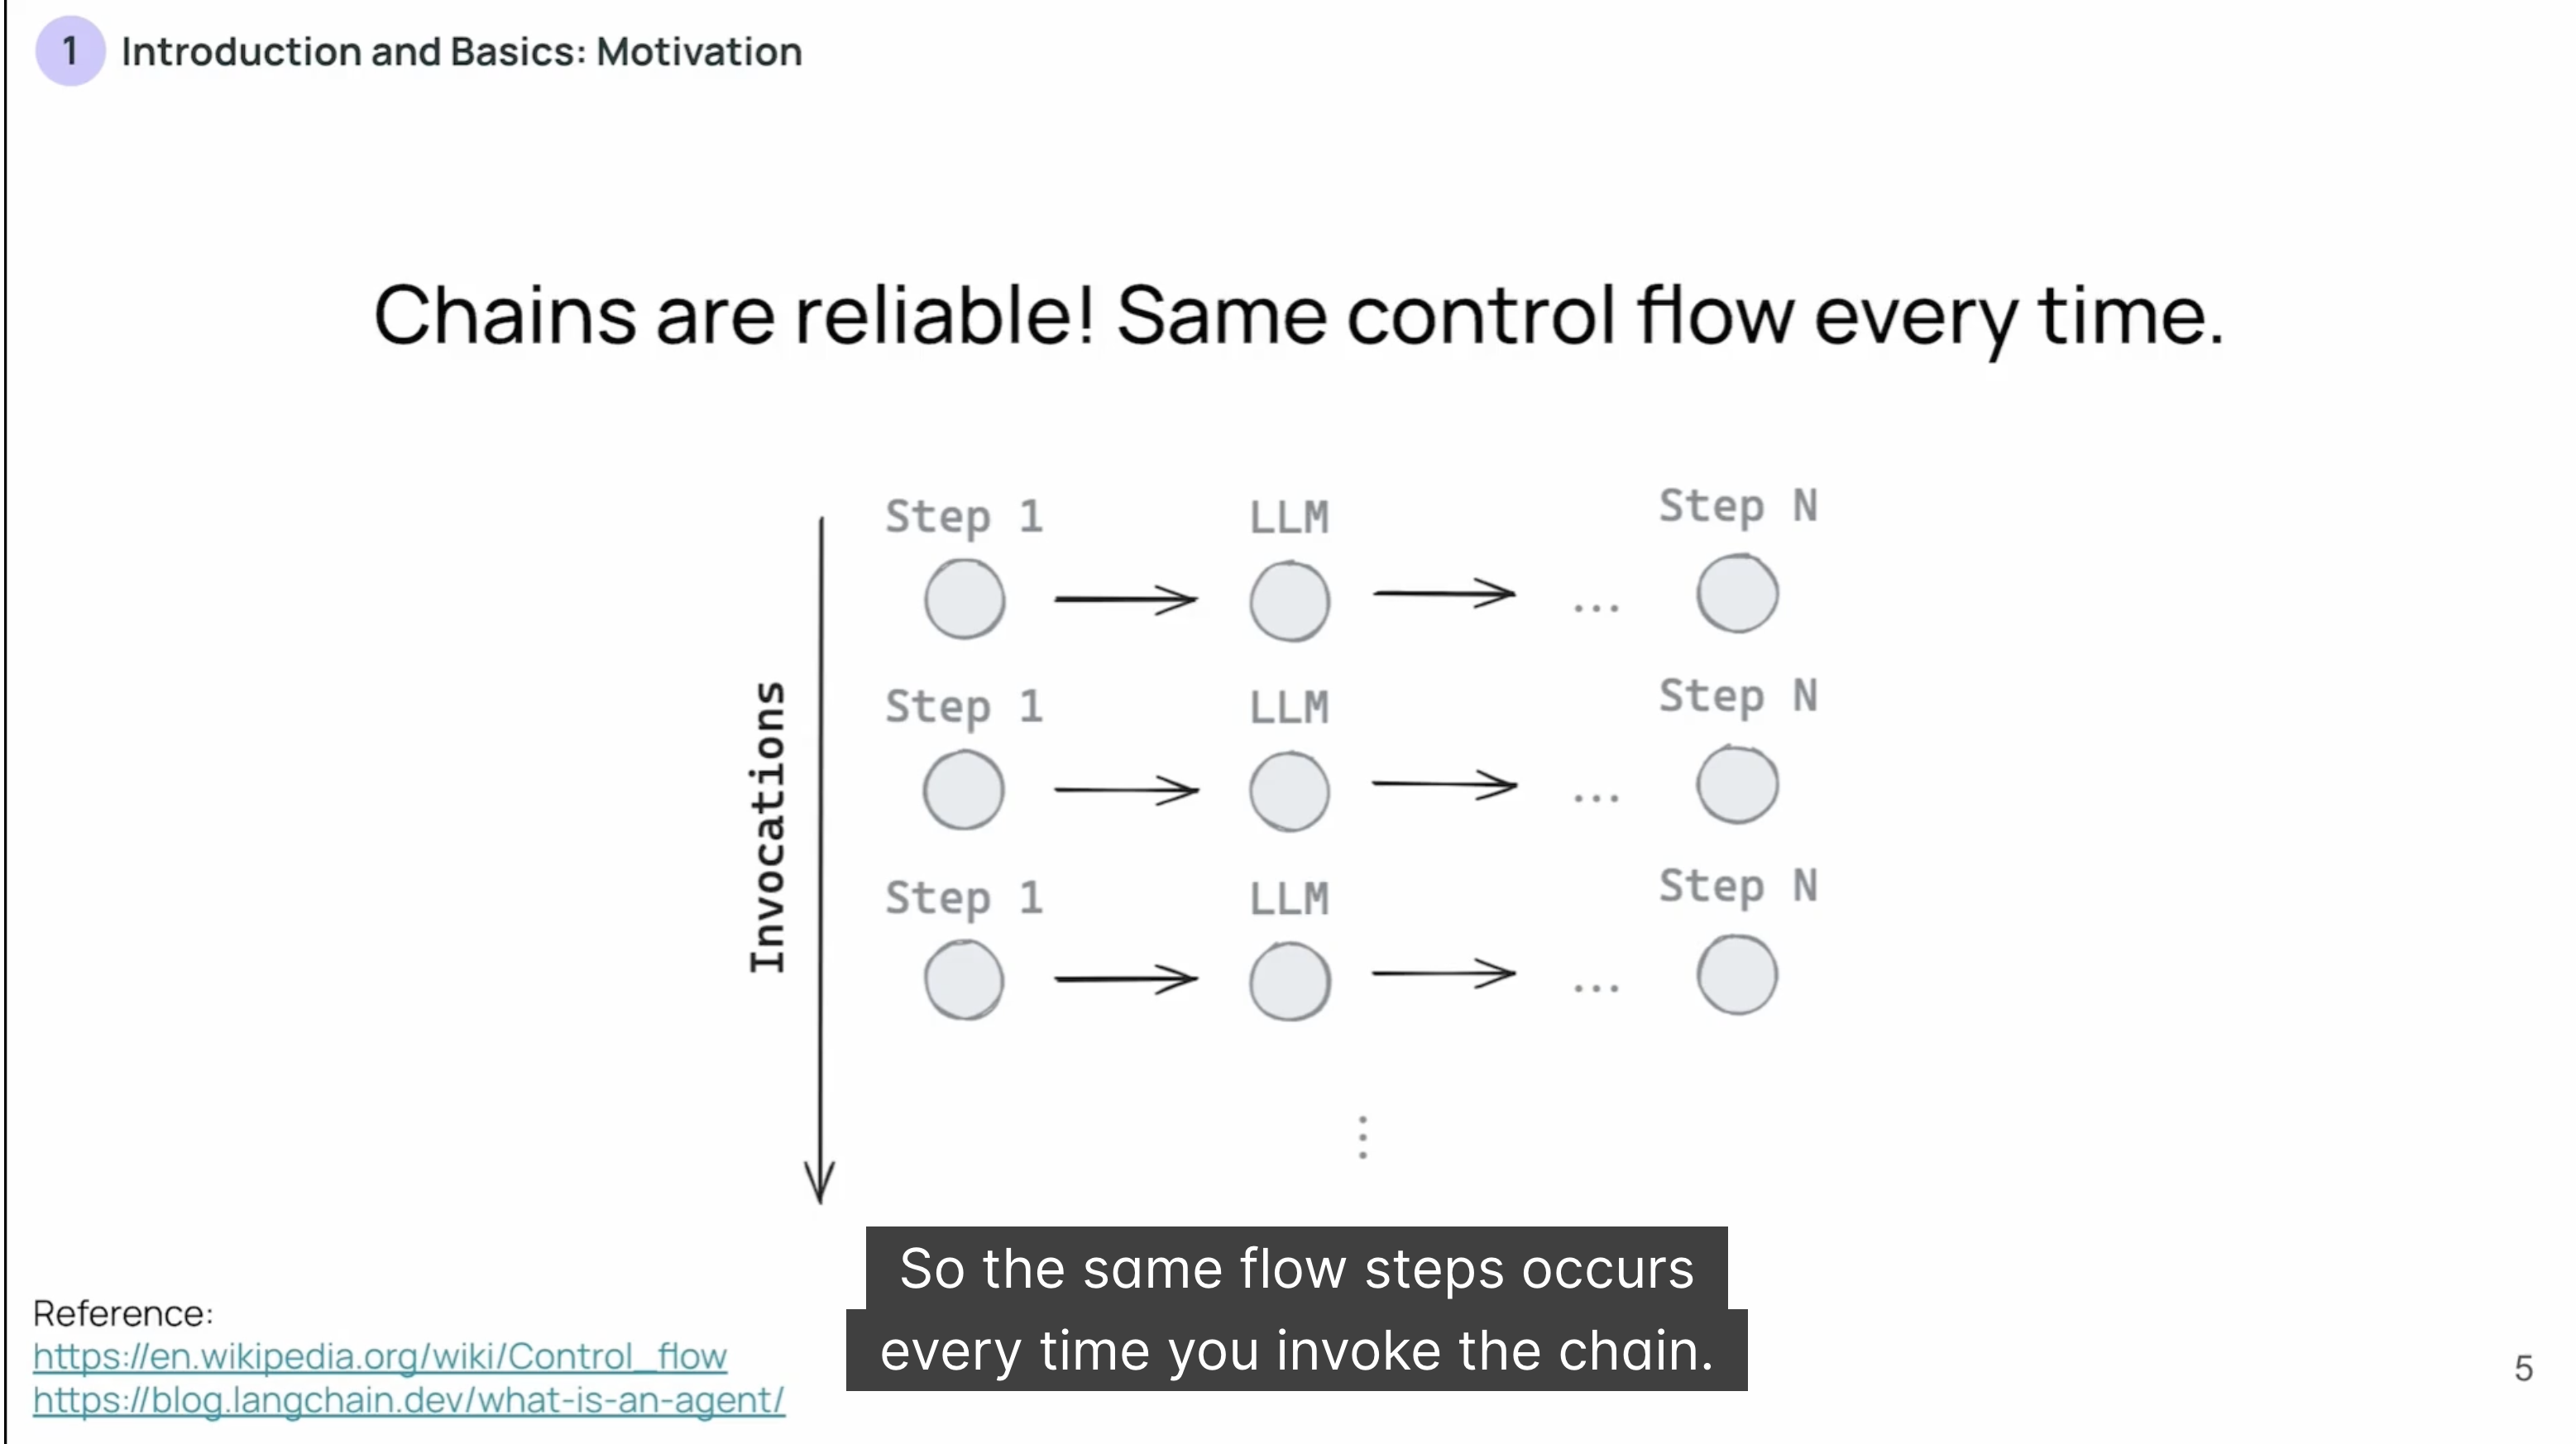 1 Introduction and Basics: Motivation
Chains are reliable! Same control flow every time.
Invocations
Step 1 LLM Step N
...
Step 1 LLM Step N
...
Step 1 LLM Step N
...
So the same flow steps occurs
every time you invoke the chain.
Reference:
https://en.wikipedia.org/wiki/Control_flow
https://blog.langchain.dev/what-is-an-agent/
5